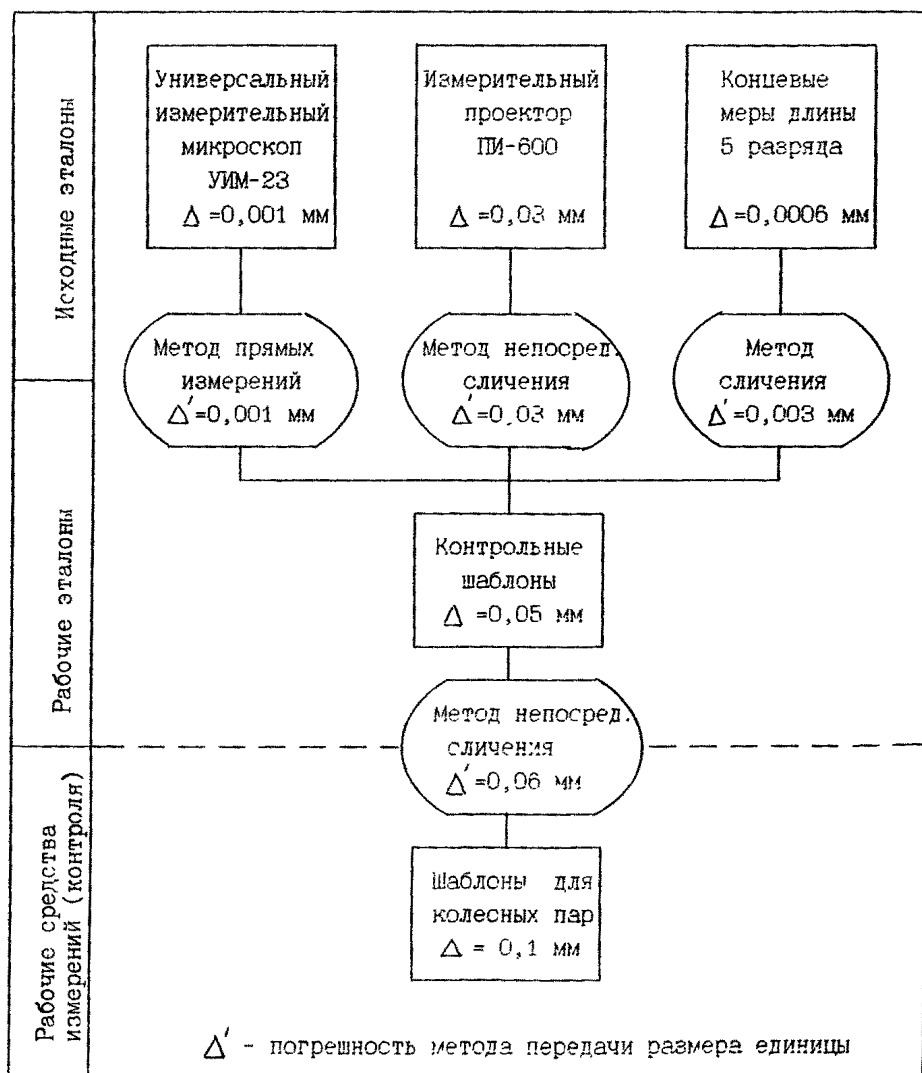 Исходные эталоны
Универсальный
измерительный
микроскоп
УИМ-23
Δ =0,001 мм
Измерительный
проектор
ПИ-600
Δ =0,03 мм
Концевые
меры длины
5 разряда
Δ =0,0006 мм
Метод прямых
измерений
Δ′=0,001 мм
Метод непосред.
сличения
Δ′=0,03 мм
Метод
сличения
Δ′=0,003 мм
Рабочие эталоны
Контрольные
шаблоны
Δ =0,05 мм
Метод непосред.
сличения
Δ′=0,06 мм
Рабочие средства
измерений (контроля)
Шаблоны для
колесных пар
Δ = 0,1 мм
Δ′ - погрешность метода передачи размера единицы